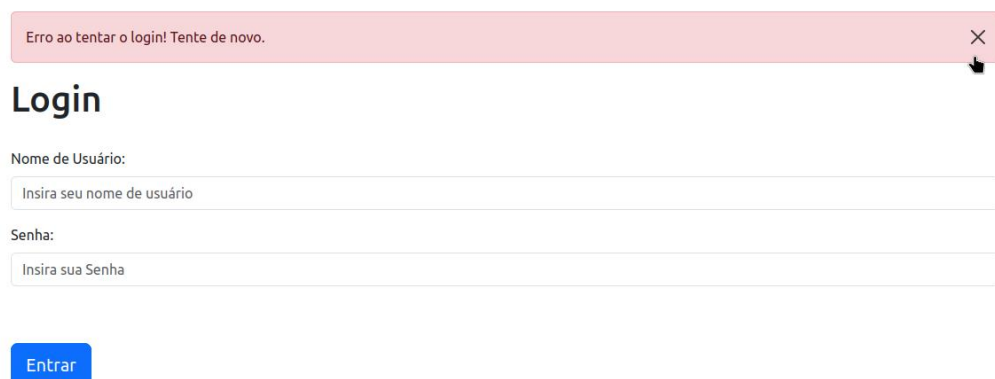 Erro ao tentar o login! Tente de novo.
Login
Nome de Usuário:
Insira seu nome de usuário
Senha:
Insira sua Senha
Entrar